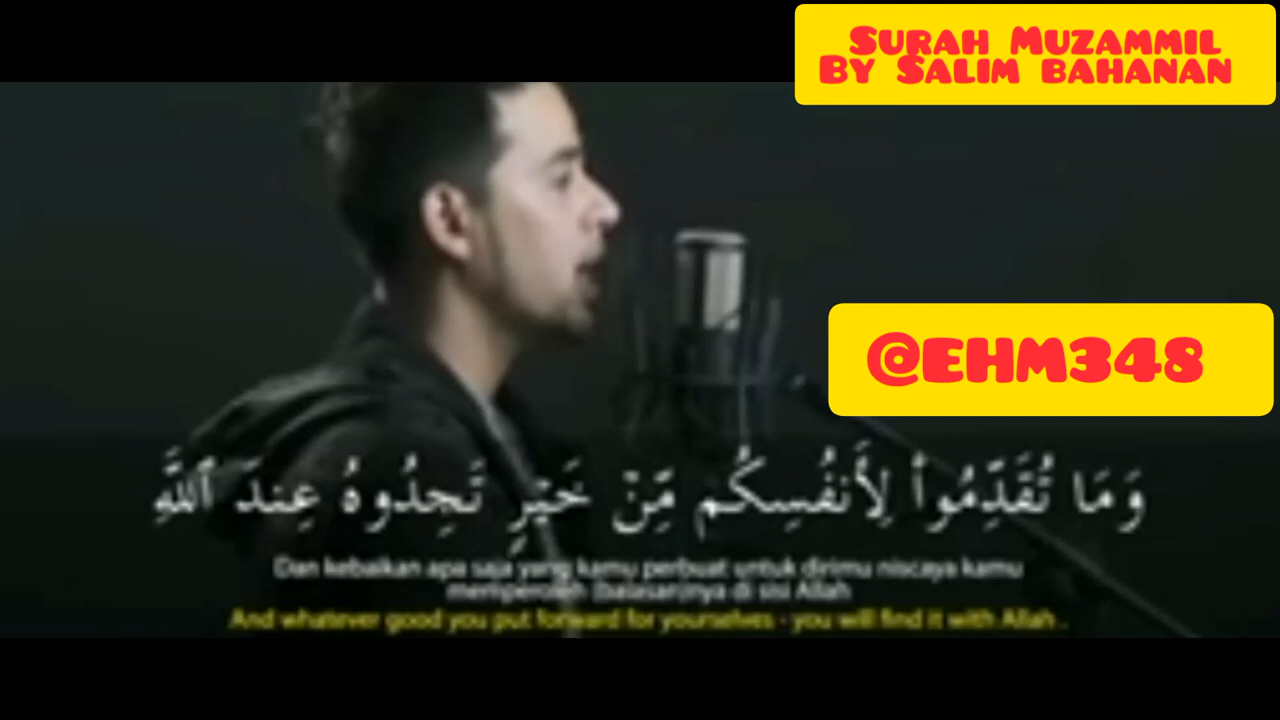 SURAH MUZAMMIL
BY SALIM BAHANAN
@EHM348
وَمَا تُقَدِّمُوا۟ لِأَنفُسِكُم مِّنْ خَيْرٍ تَجِدُوهُ عِندَ ٱللَّهِ
Dan kebaikan apa saja yang kamu perbuat untuk dirimu niscaya kamu
memperoleh (balasan)nya di sisi Allah
And whatever good you put forward for yourselves - you will find it with Allah .